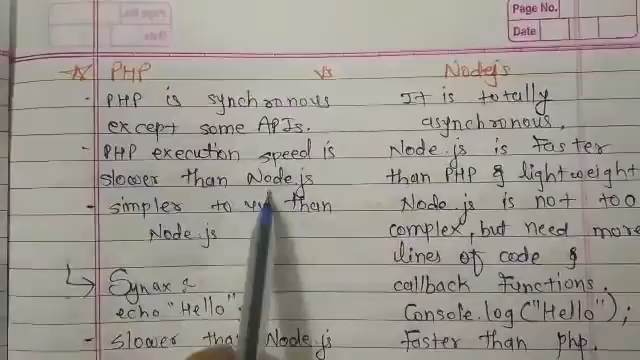 Page No.
Date
PHP vs Nodejs
- PHP is synchronous It is totally
except some APIs. asynchronous.
- PHP execution speed is Node.js is Faster
slower than Node.js than PHP & lightweight
- simpler to than Node.js is not too
Node.js complex, but need more
lines of code &
Synax: callback Functions.
echo "Hello" Console.log("Hello");
- slower than Node.js Faster than php.